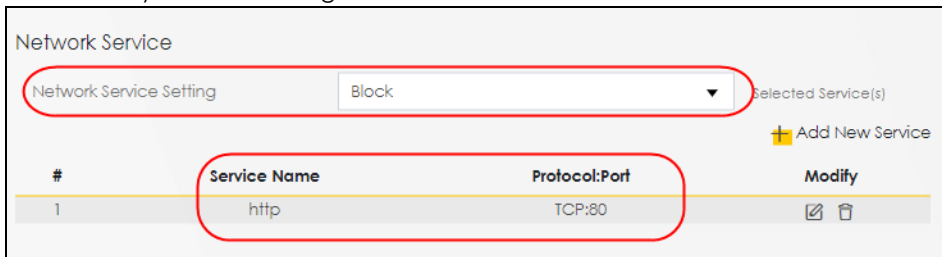 Network Service
Network Service Setting Block Selected Service(s)
Add New Service
# Service Name Protocol:Port Modify
1 http TCP:80